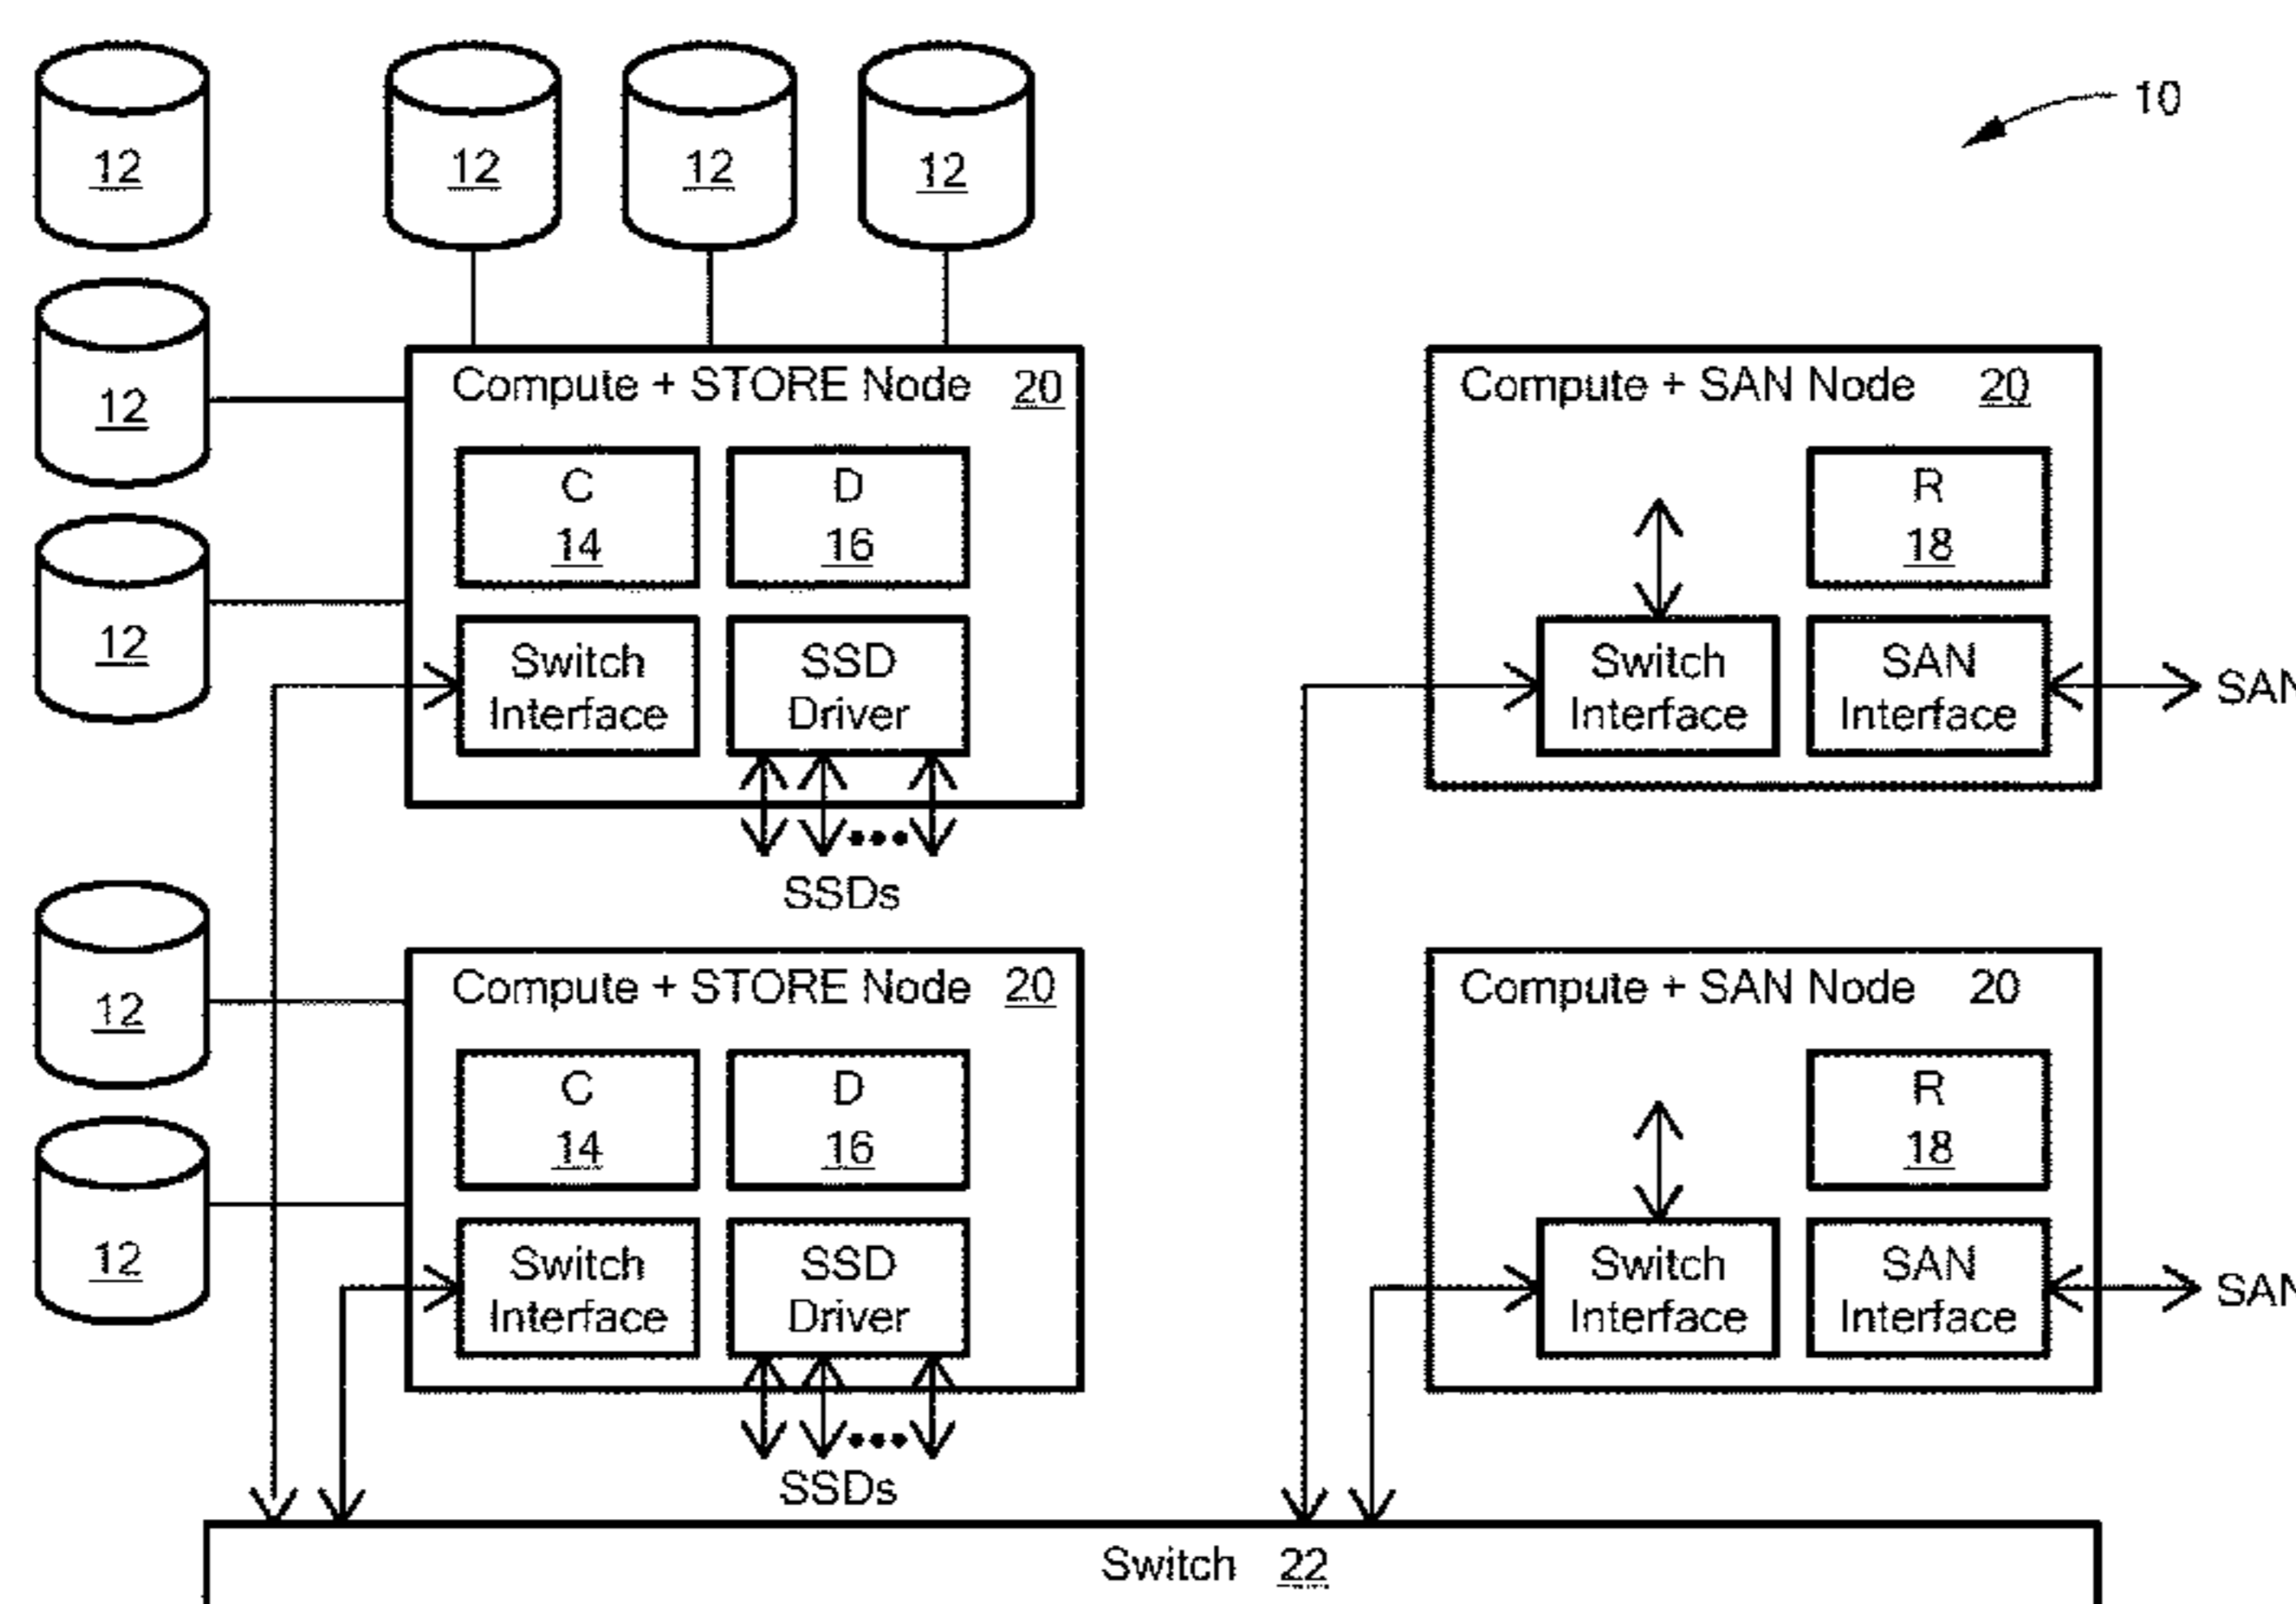 10
12
12
12
12
12
12
12
12
Compute + STORE Node 20
C
14
D
16
Switch
Interface
SSD
Driver
SSDs
Compute + SAN Node 20
R
18
Switch
Interface
SAN
Interface
SAN
Compute + STORE Node 20
C
14
D
16
Switch
Interface
SSD
Driver
SSDs
Compute + SAN Node 20
R
18
Switch
Interface
SAN
Interface
SAN
Switch 22